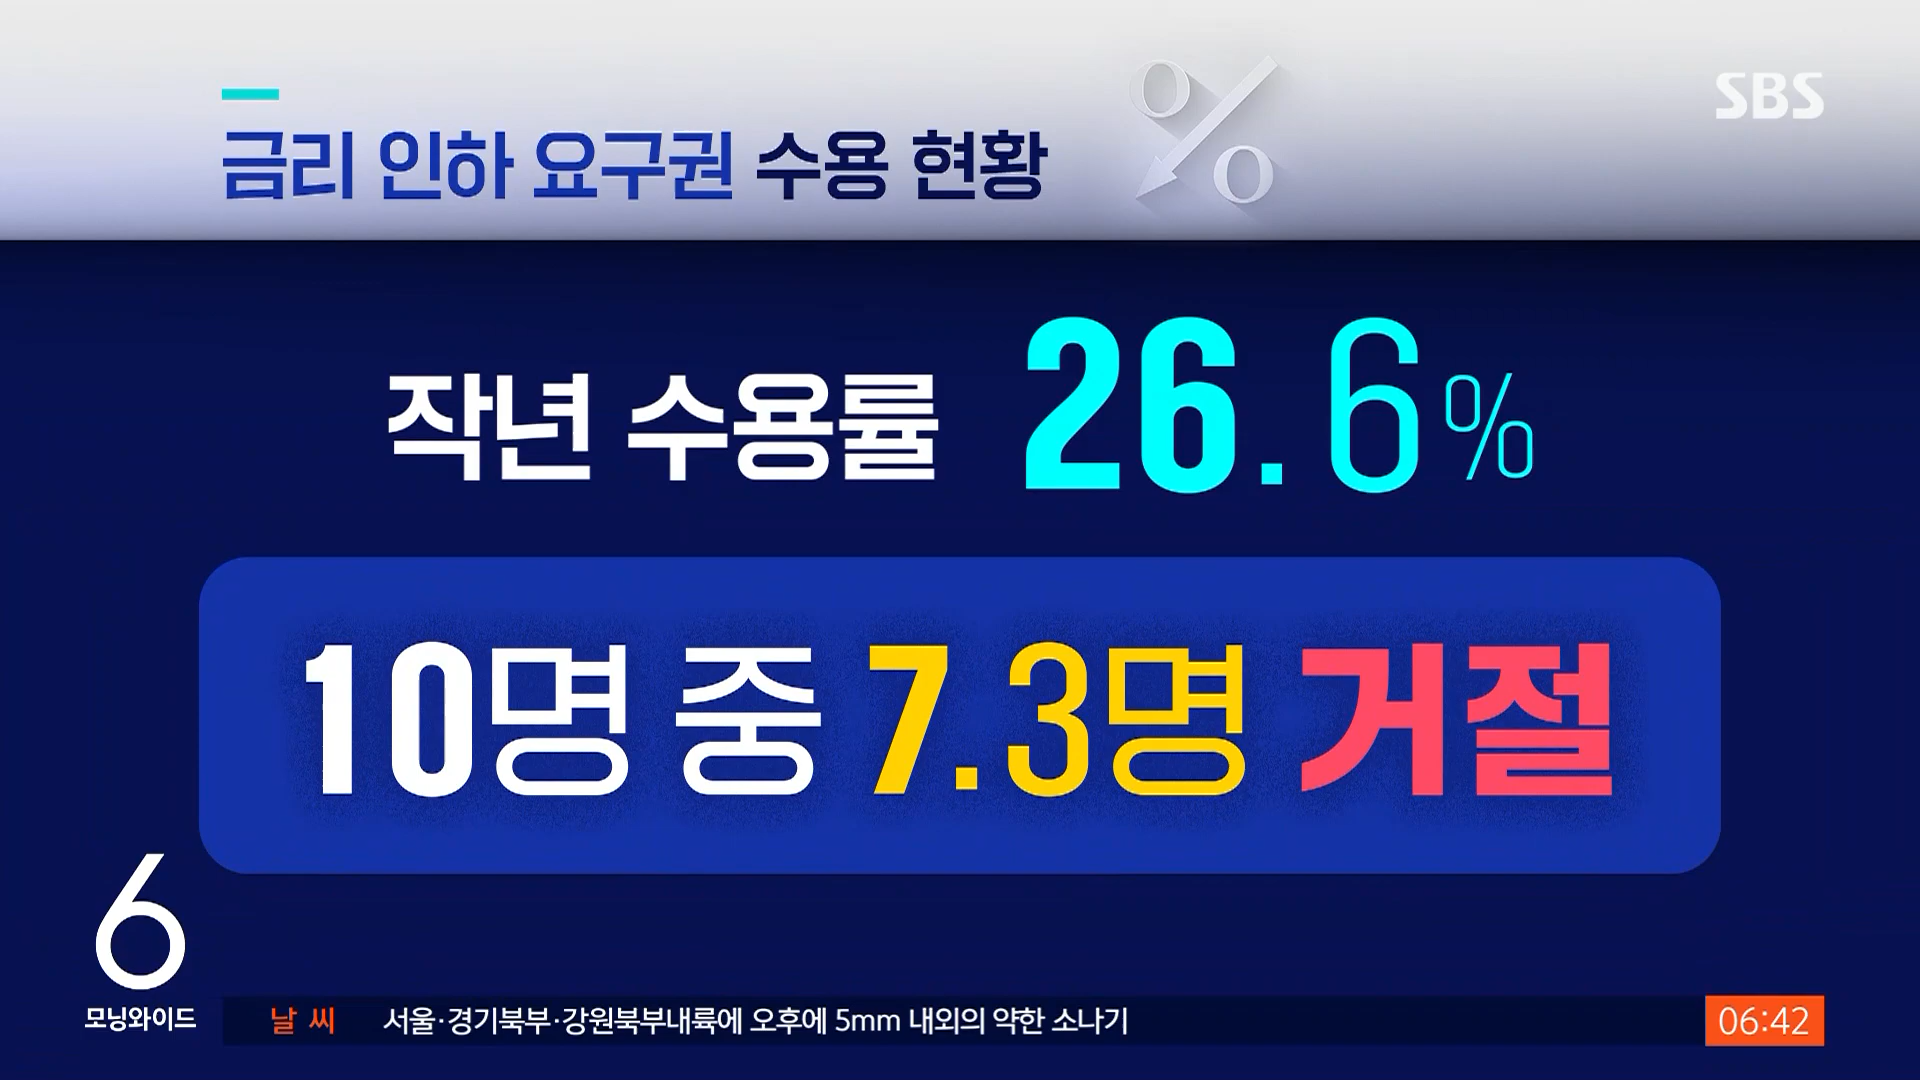 금리 인하 요구권 수용 현황
SBS
작년 수용률 26.6%
10명 중 7.3명 거절
6
모닝와이드
날 씨 서울·경기북부·강원북부내륙에 오후에 5mm 내외의 약한 소나기
06:42